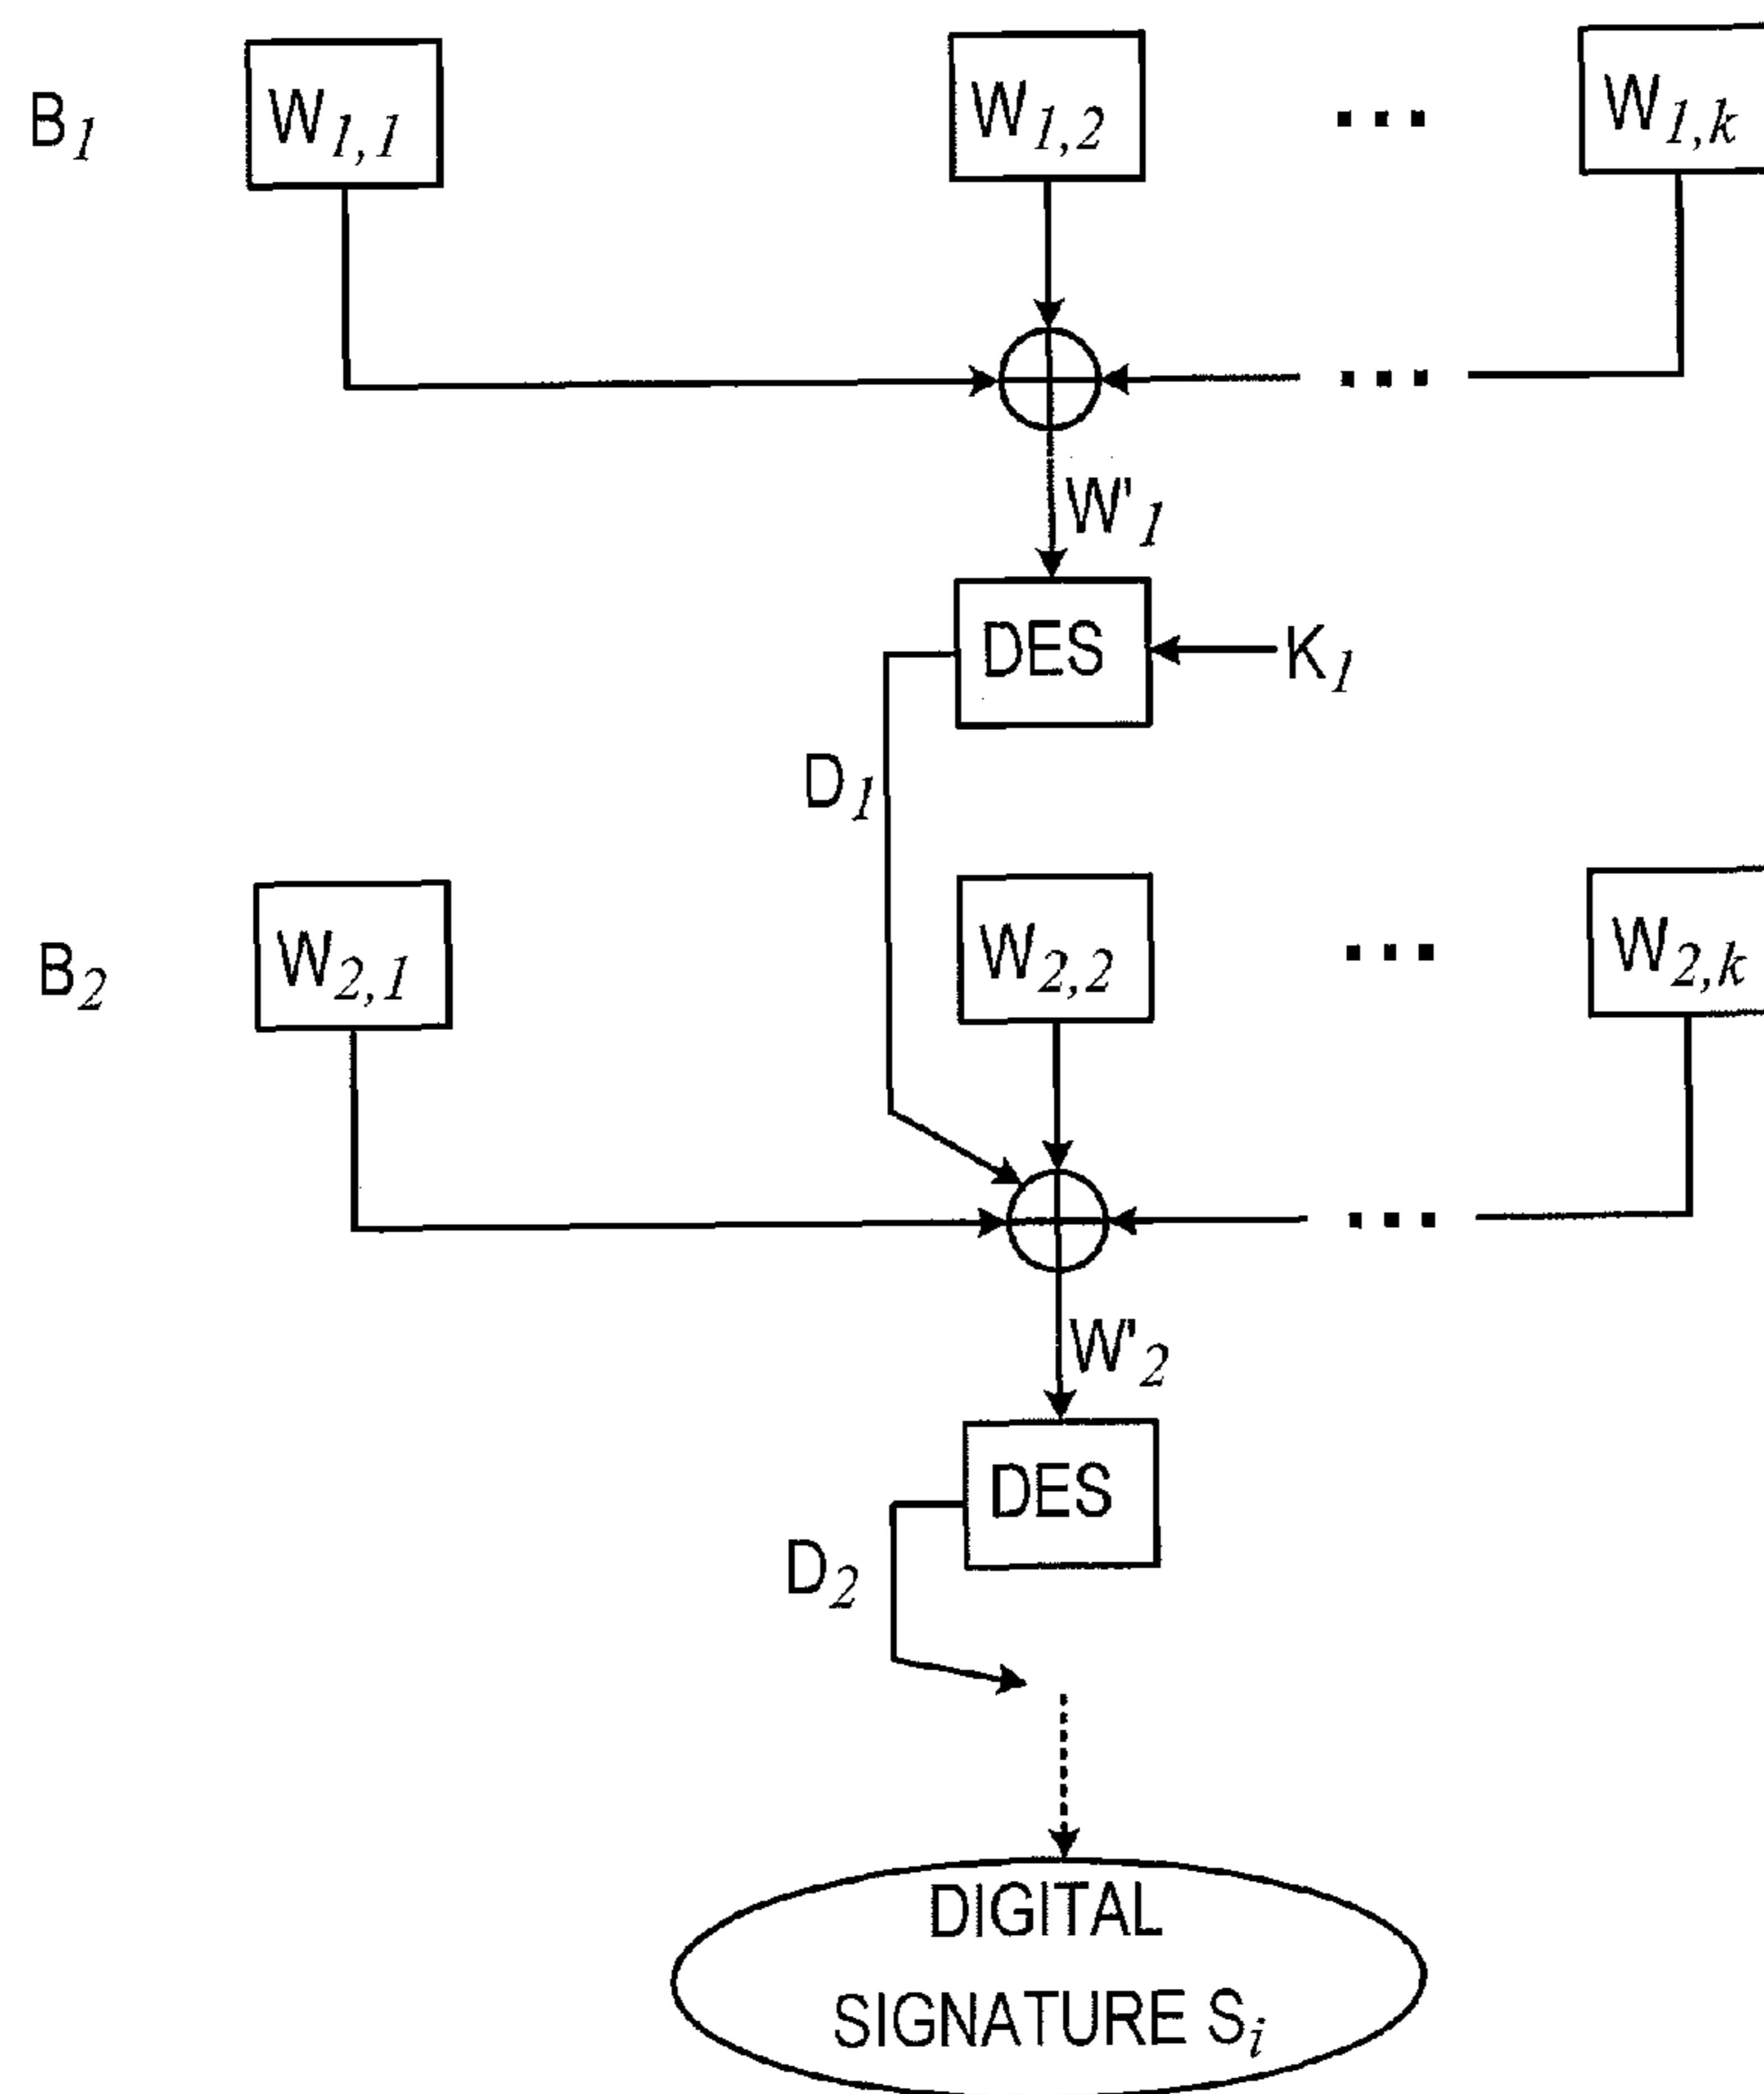 B1 W1,1 W1,2 ... W1,k
W'1
DES K1
D1
B2 W2,1 W2,2 ... W2,k
W'2
DES
D2
DIGITAL
SIGNATURE Si